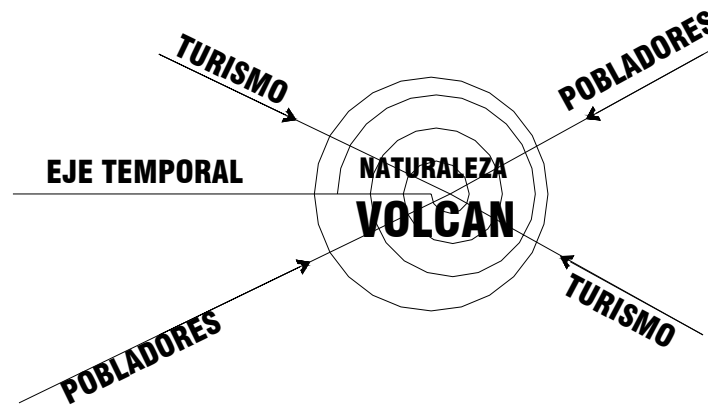 TURISMO
POBLADORES
EJE TEMPORAL
NATURALEZA
VOLCAN
TURISMO
POBLADORES